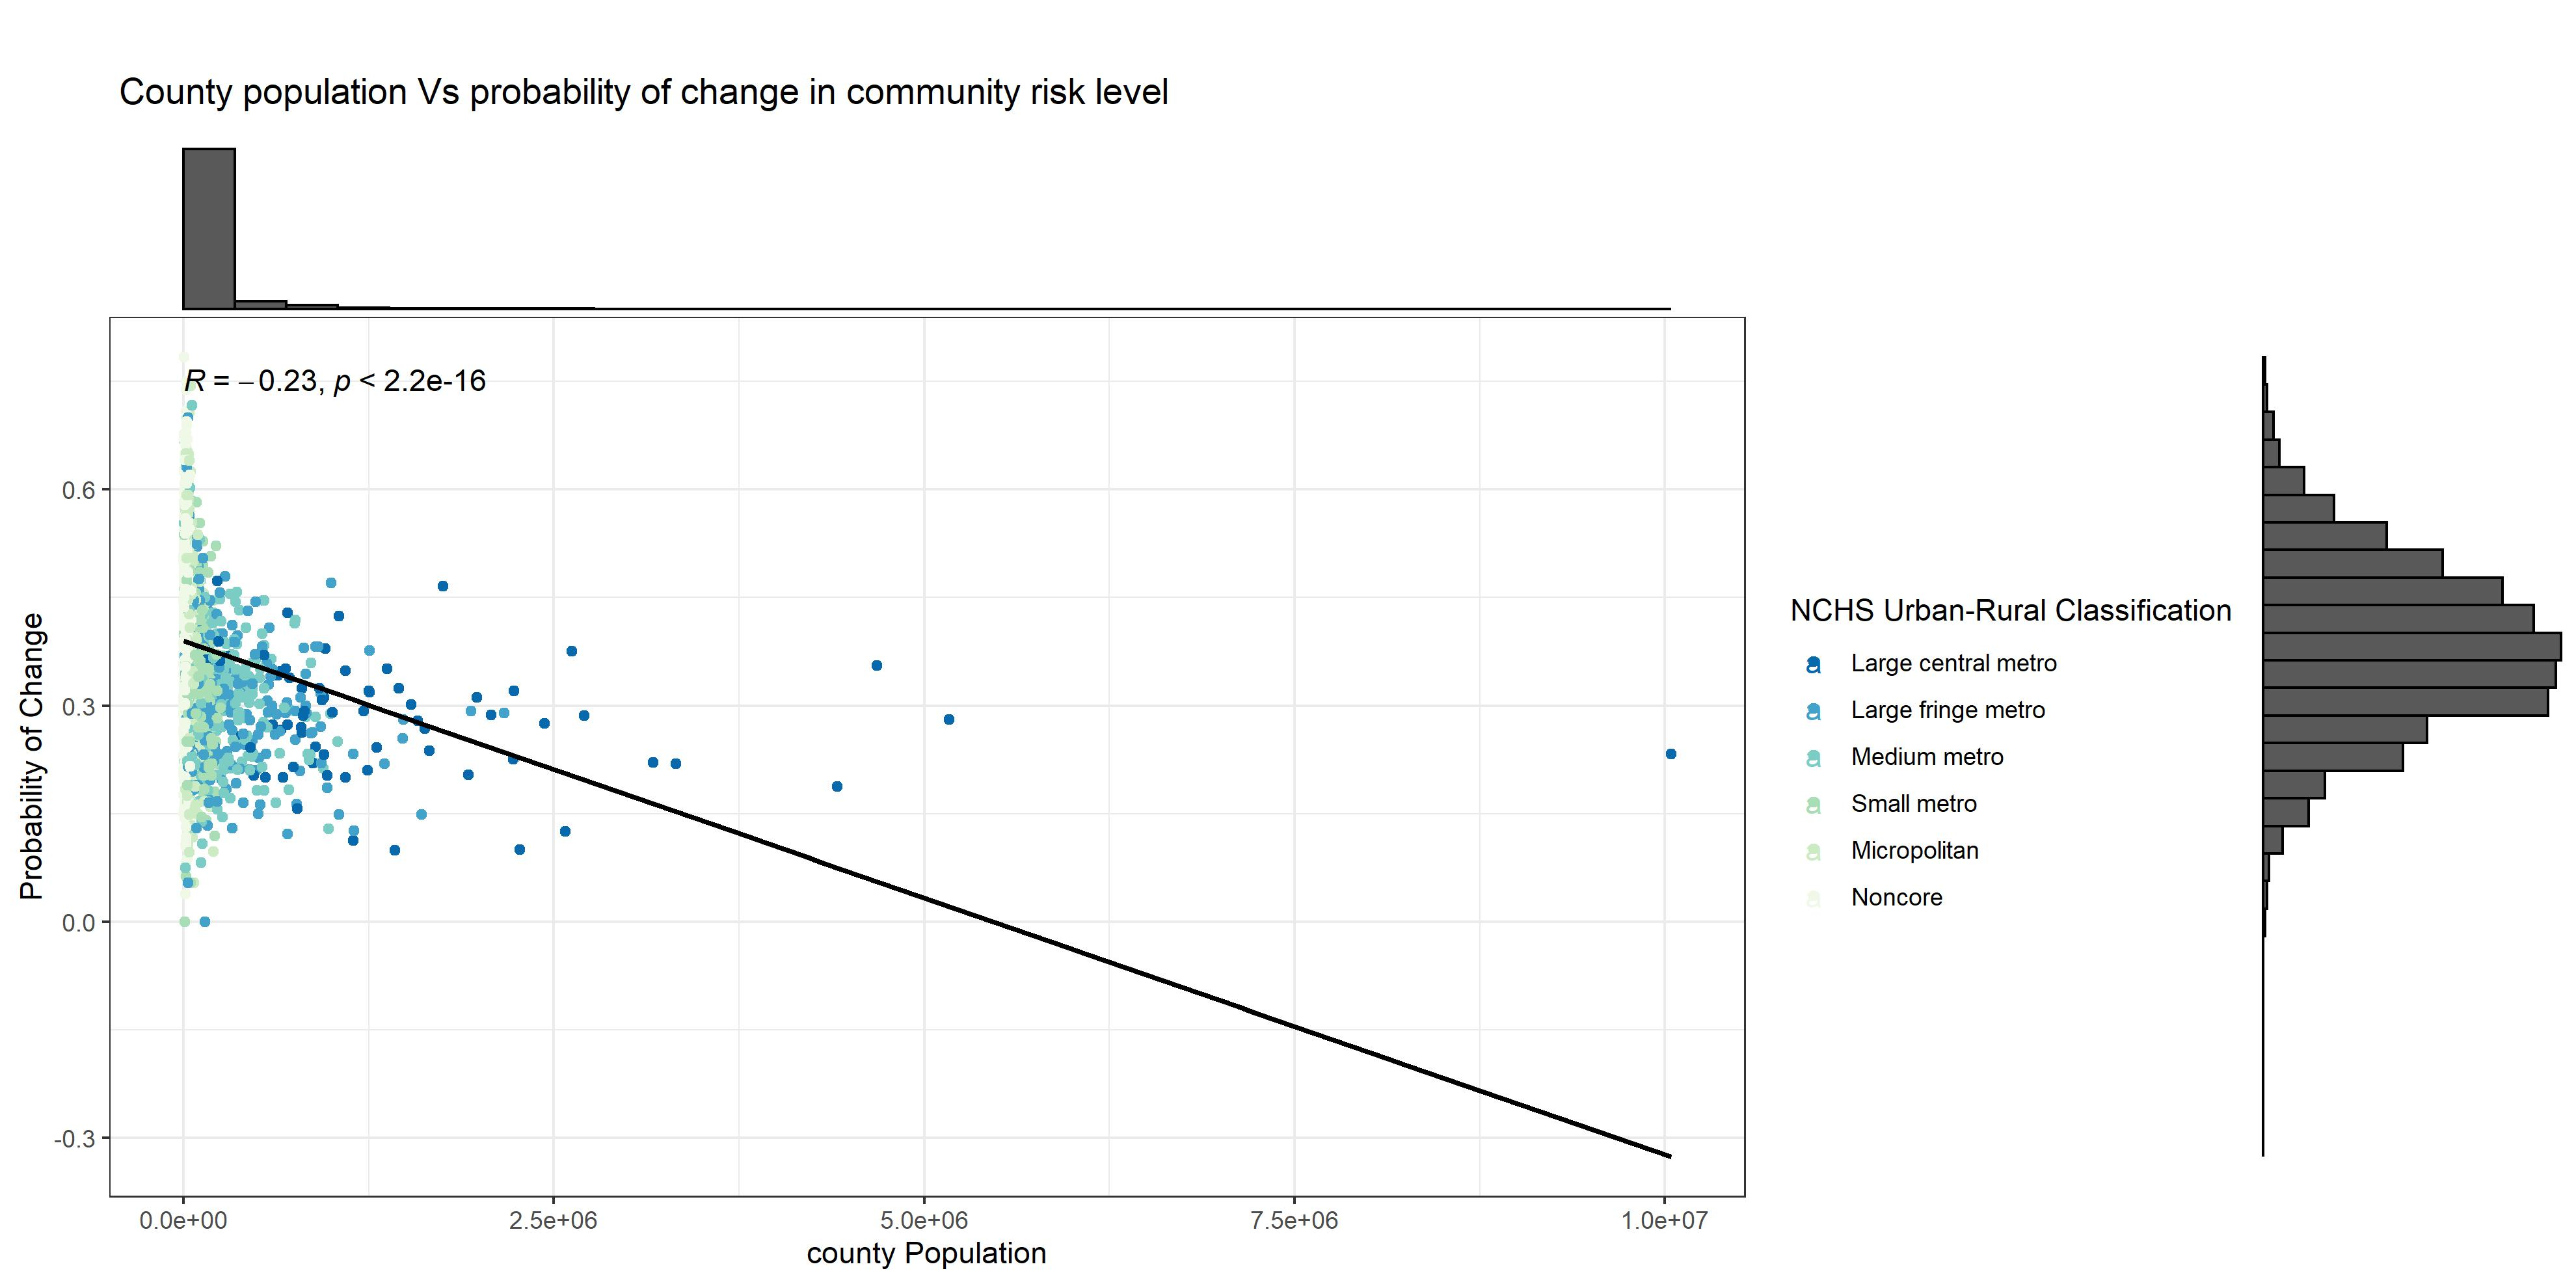 County population Vs probability of change in community risk level
R = −0.23, p < 2.2e-16
0.6
0.3
0.0
-0.3
Probability of Change
0.0e+00
2.5e+06
5.0e+06
7.5e+06
1.0e+07
county Population
NCHS Urban-Rural Classification
a Large central metro
a Large fringe metro
a Medium metro
a Small metro
a Micropolitan
a Noncore